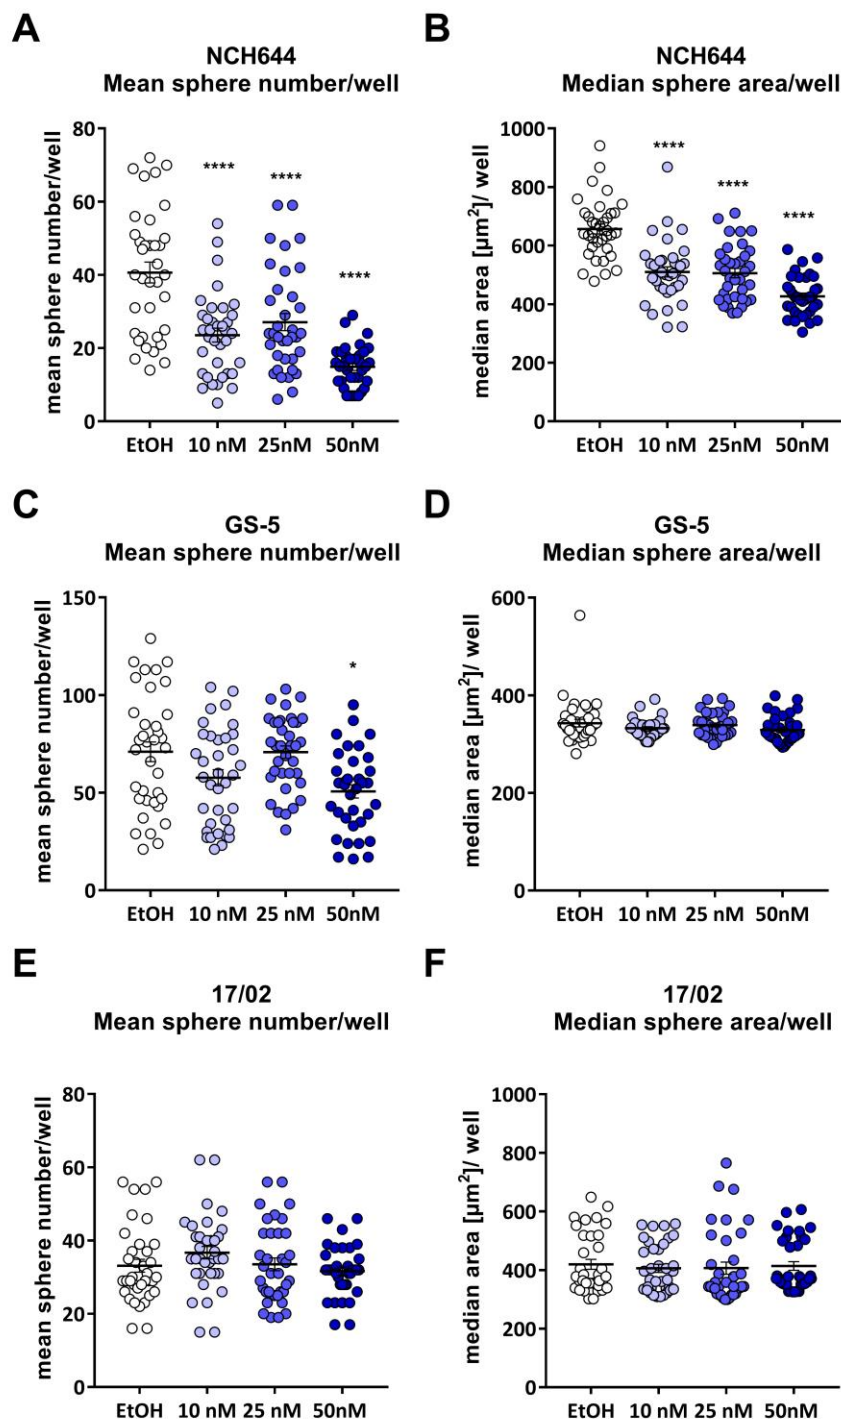 A
NCH644
Mean sphere number/well
mean sphere number/well
80
60
40
20
0
****
****
****
EtOH 10 nM 25nM 50nM
B
NCH644
Median sphere area/well
median area [µm²]/ well
1000
800
600
400
200
0
****
****
****
EtOH 10nM 25nM 50nM
C
GS-5
Mean sphere number/well
mean sphere number/well
150
100
50
0
*
EtOH 10 nM 25 nM 50nM
D
GS-5
Median sphere area/well
median area [µm²]/ well
600
400
200
0
EtOH 10 nM 25 nM 50nM
E
17/02
Mean sphere number/well
mean sphere number/well
80
60
40
20
0
EtOH 10 nM 25 nM 50nM
F
17/02
Median sphere area/well
median area [µm²]/ well
1000
800
600
400
200
0
EtOH 10 nM 25 nM 50nM